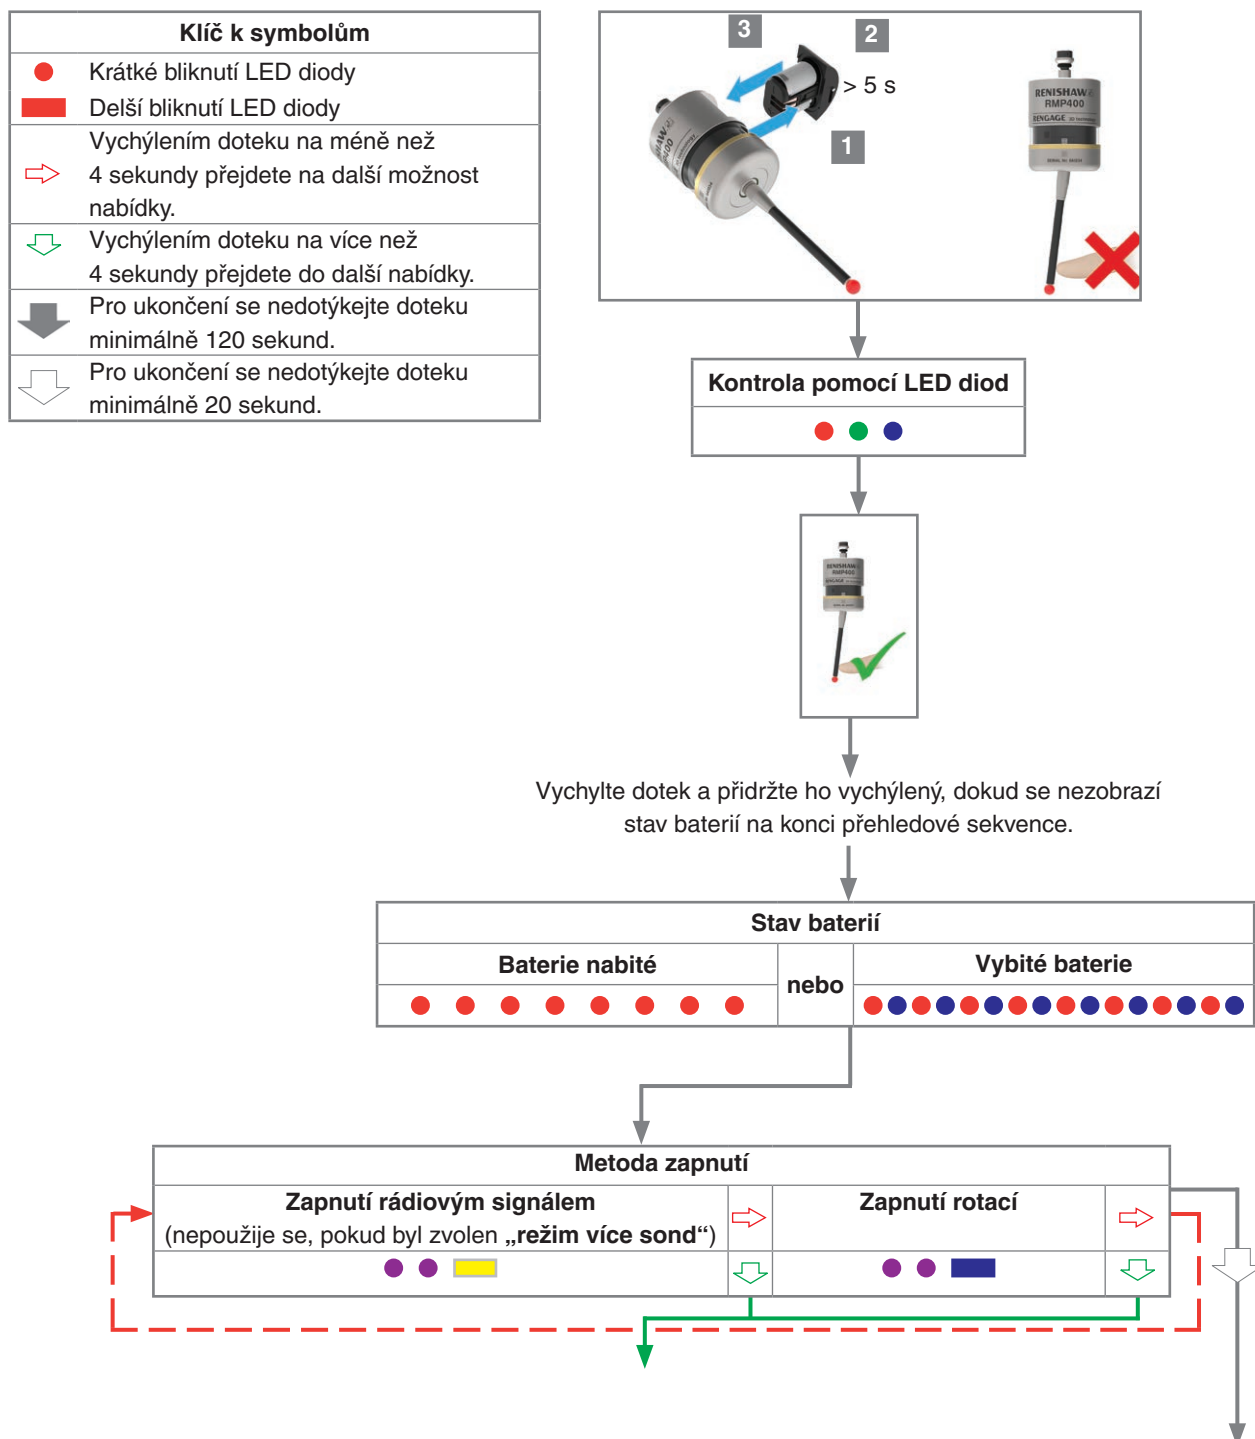 Klíč k symbolům
Krátké bliknutí LED diody
Delší bliknutí LED diody
Vychýlením doteku na méně než
4 sekundy přejdete na další možnost
nabídky.
Vychýlením doteku na více než
4 sekundy přejdete do další nabídky.
Pro ukončení se nedotýkejte doteku
minimálně 120 sekund.
Pro ukončení se nedotýkejte doteku
minimálně 20 sekund.
3
2
> 5 s
1
RENISHAW
RMP400
RENGAGE
Kontrola pomocí LED diod
RENISHAW
RMP400
RENGAGE
Vychylte dotek a přidržte ho vychýlený, dokud se nezobrazí
stav baterií na konci přehledové sekvence.
Stav baterií
Baterie nabité
nebo
Vybité baterie
Metoda zapnutí
Zapnutí rádiovým signálem
(nepoužije se, pokud byl zvolen „režim více sond“)
Zapnutí rotací